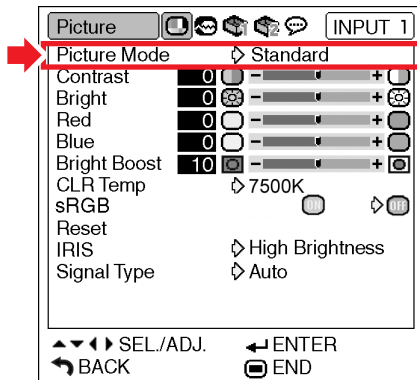 Picture INPUT 1
Picture Mode Standard
Contrast 0 - +
Bright 0 - +
Red 0 - +
Blue 0 - +
Bright Boost 10 - +
CLR Temp 7500K
sRGB ON OFF
Reset
IRIS High Brightness
Signal Type Auto
SEL./ADJ. ENTER
BACK END